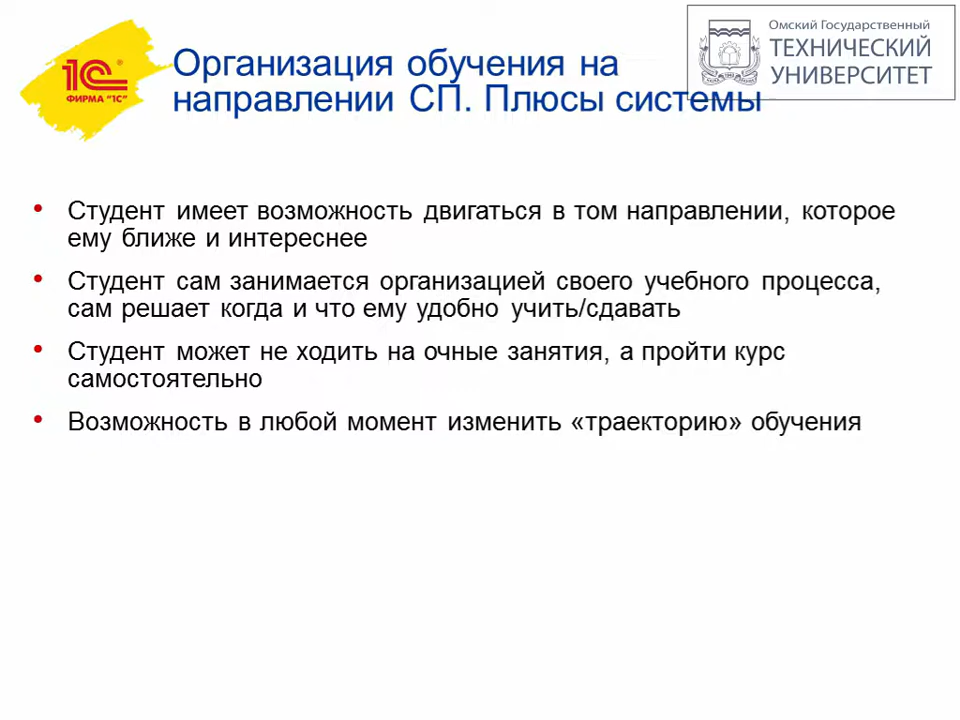 1С
ФИРМА "1С"
Омский Государственный
ТЕХНИЧЕСКИЙ
УНИВЕРСИТЕТ
Организация обучения на
направлении СП. Плюсы системы
• Студент имеет возможность двигаться в том направлении, которое
ему ближе и интереснее
• Студент сам занимается организацией своего учебного процесса,
сам решает когда и что ему удобно учить/сдавать
• Студент может не ходить на очные занятия, а пройти курс
самостоятельно
• Возможность в любой момент изменить «траекторию» обучения